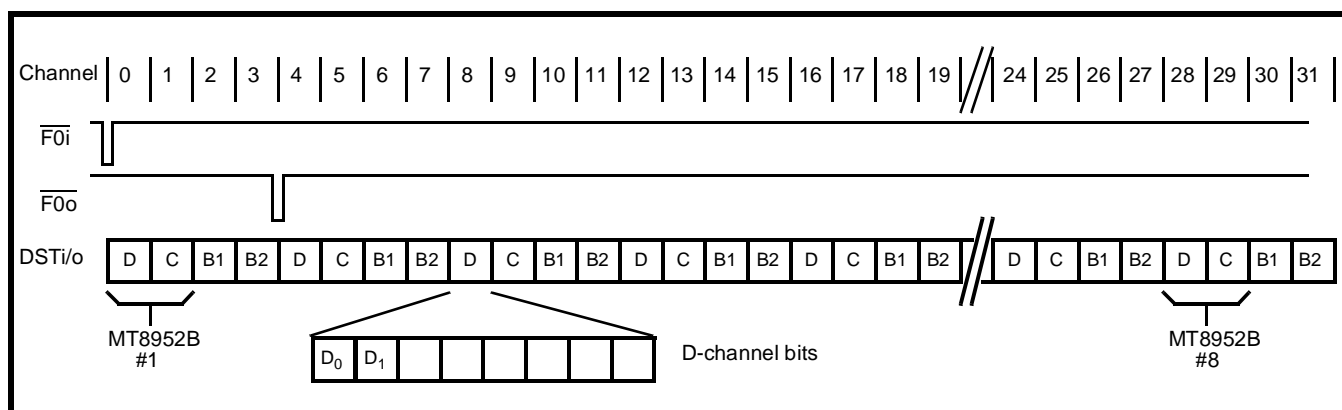 Channel 0 1 2 3 4 5 6 7 8 9 10 11 12 13 14 15 16 17 18 19 24 25 26 27 28 29 30 31
F0i
F0o
DSTi/o D C B1 B2 D C B1 B2 D C B1 B2 D C B1 B2 D C B1 B2 D C B1 B2 D C B1 B2
MT8952B
#1
D0 D1
D-channel bits
MT8952B
#8